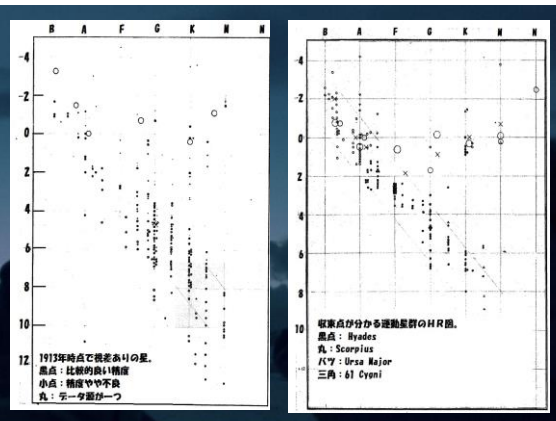 B A F G K M N
-4
-2
0
2
4
6
8
10
12
1913年時点で視差ありの星。
黒点:比較的良い精度
小点:精度やや不良
丸:データ源が一つ
B A F G K M N
-4
-2
0
2
4
6
8
10
収束点が分かる運動星群のHR図。
黒点: Hyades
丸:Scorpius
バツ:Ursa Major
三角:61 Cygni